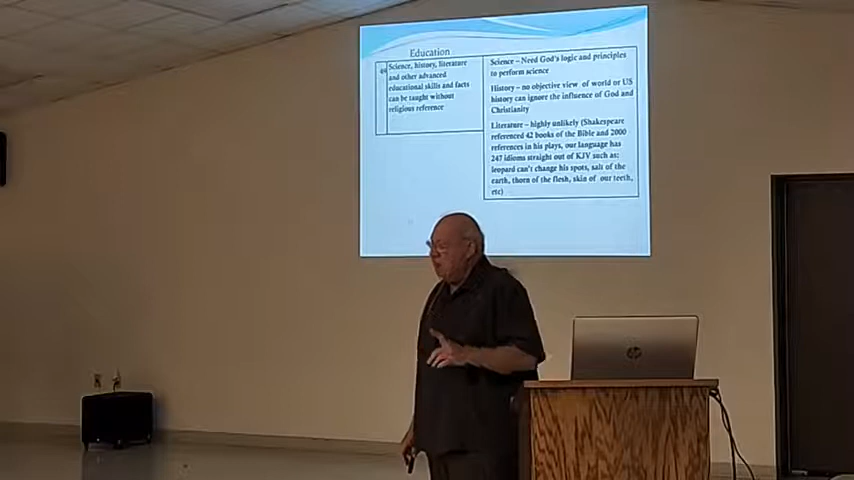 Education
49
Science, history, literature
and other advanced
educational skills and facts
can be taught without
religious reference
Science – Need God's logic and principles
to perform science
History – no objective view of World or US
history can ignore the influence of God and
Christianity
Literature – highly unlikely (Shakespeare
referenced 42 books of the Bible and 2000
references in his plays, our language has
247 idioms straight out of KJV such as:
leopard can't change his spots, salt of the
earth, thorn of the flesh, skin of our teeth,
etc)
hp